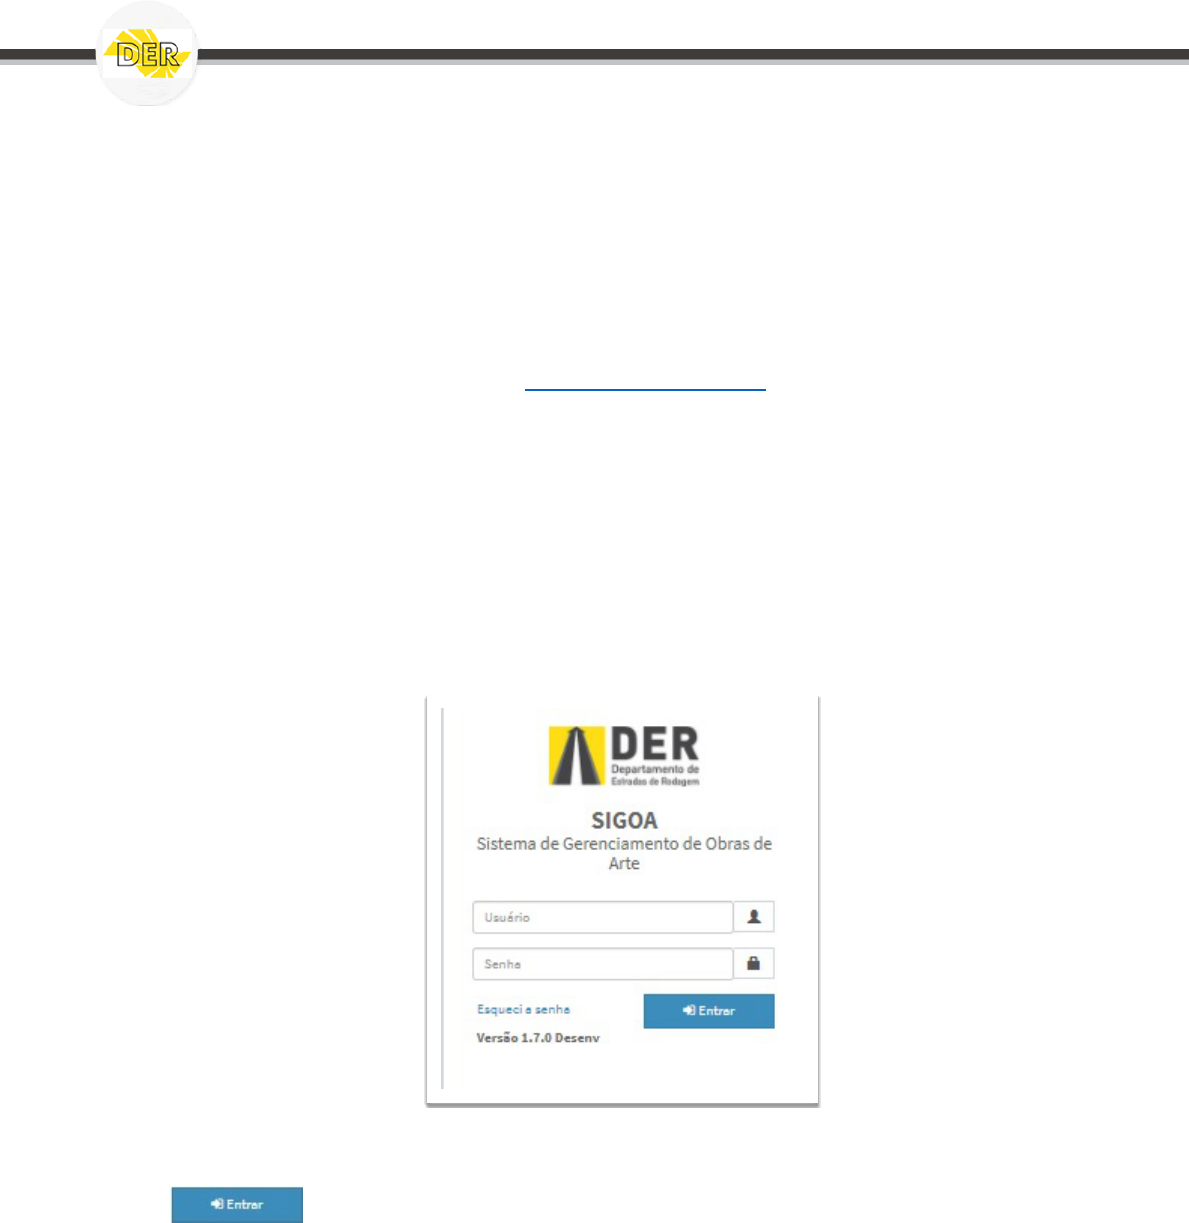 DER
DER
Departamento de
Estradas de Rodagem
SIGOA
Sistema de Gerenciamento de Obras de
Arte
Usuário
Senha
Esqueci a senha
Entrar
Versão 1.7.0 Desenv
Entrar